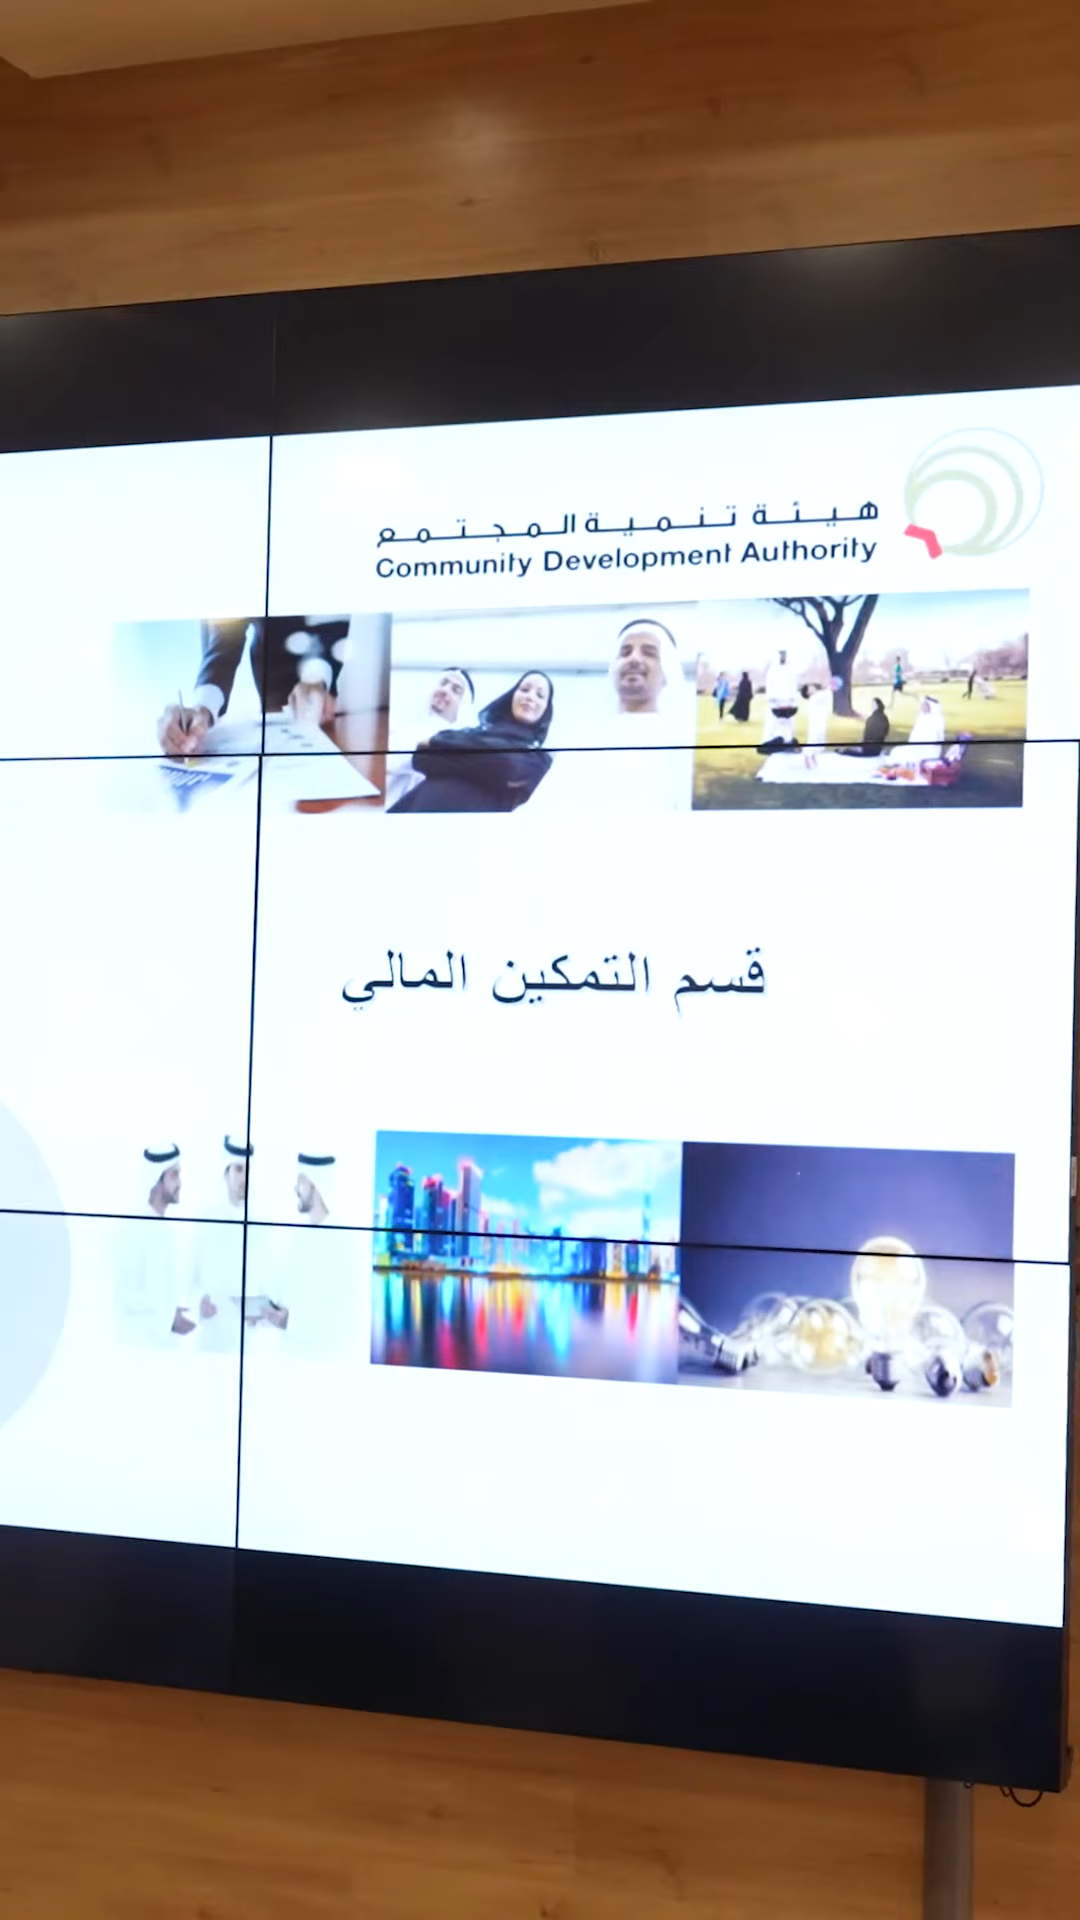 هيئة تنمية المجتمع
Community Development Authority
قسم التمكين المالي